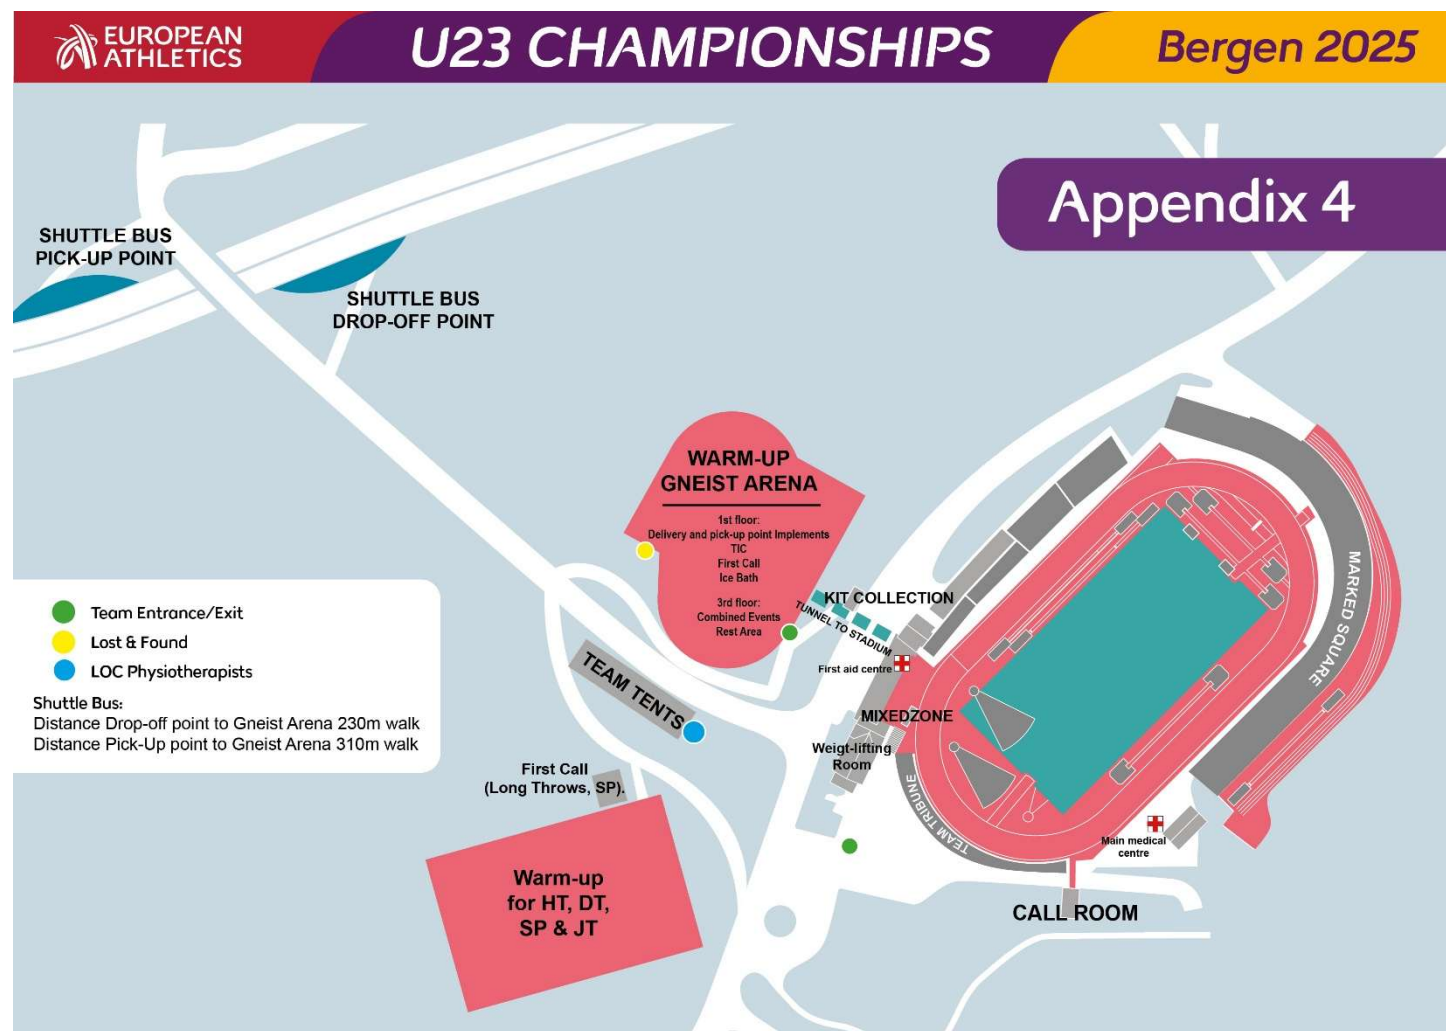 EUROPEAN
ATHLETICS
U23 CHAMPIONSHIPS
Bergen 2025
Appendix 4
SHUTTLE BUS
PICK-UP POINT
SHUTTLE BUS
DROP-OFF POINT
WARM-UP
GNEIST ARENA
1st floor:
Delivery and pick-up point Implements
TIC
First Call
Ice Bath
3rd floor:
Combined Events
Rest Area
KIT COLLECTION
TUNNEL TO STADIUM
First aid centre
MARKED SQUARE
Team Entrance/Exit
Lost & Found
LOC Physiotherapists
Shuttle Bus:
Distance Drop-off point to Gneist Arena 230m walk
Distance Pick-Up point to Gneist Arena 310m walk
TEAM TENTS
MIXEDZONE
Weigt-lifting
Room
First Call
(Long Throws, SP).
TEAM TRIBUNE
Main medical
centre
Warm-up
for HT, DT,
SP & JT
CALL ROOM